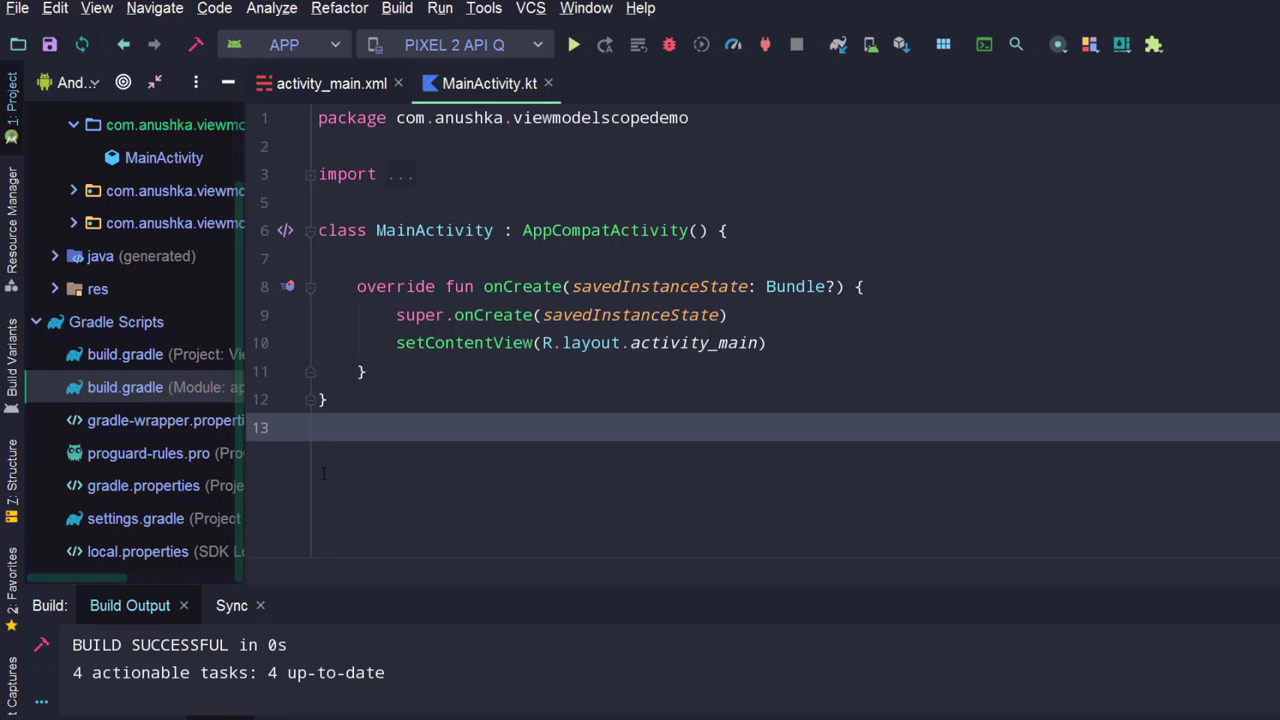 File Edit View Navigate Code Analyze Refactor Build Run Tools VCS Window Help
APP PIXEL 2 API Q
1: Project
Resource Manager
Build Variants
7: Structure
2: Favorites
t Captures
And...
activity_main.xml MainActivity.kt
com.anushka.viewmo
MainActivity
com.anushka.viewmo
com.anushka.viewmo
java (generated)
res
Gradle Scripts
build.gradle (Project: Vi
build.gradle (Module: ap
gradle-wrapper.properti
proguard-rules.pro (Pro
gradle.properties (Proje
settings.gradle (Project
local.properties (SDK Lo
1 package com.anushka.viewmodelscopedemo
2
3 import ...
5
6 class MainActivity : AppCompatActivity() {
7
8 override fun onCreate(savedInstanceState: Bundle?) {
9 super.onCreate(savedInstanceState)
10 setContentView(R.layout.activity_main)
11 }
12 }
13
Build: Build Output Sync
BUILD SUCCESSFUL in 0s
4 actionable tasks: 4 up-to-date